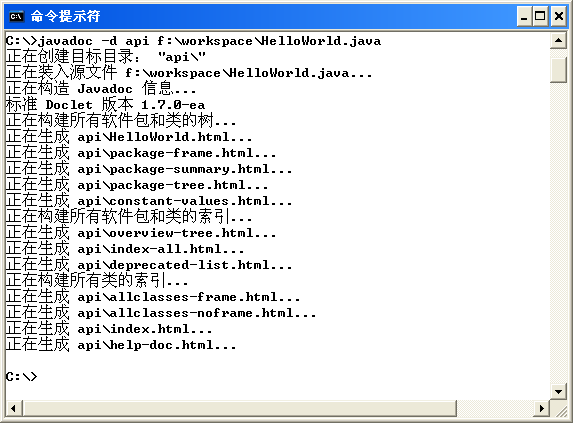 命令提示符
C:\>javadoc -d api f:\workspace\HelloWorld.java
正在创建目标目录： "api\"
正在装入源文件 f:\workspace\HelloWorld.java...
正在构造 Javadoc 信息...
标准 Doclet 版本 1.7.0-ea
正在构建所有软件包和类的树...
正在生成 api\HelloWorld.html...
正在生成 api\package-frame.html...
正在生成 api\package-summary.html...
正在生成 api\package-tree.html...
正在生成 api\constant-values.html...
正在构建所有软件包和类的索引...
正在生成 api\overview-tree.html...
正在生成 api\index-all.html...
正在生成 api\deprecated-list.html...
正在构建所有类的索引...
正在生成 api\allclasses-frame.html...
正在生成 api\allclasses-noframe.html...
正在生成 api\index.html...
正在生成 api\help-doc.html...
C:\>